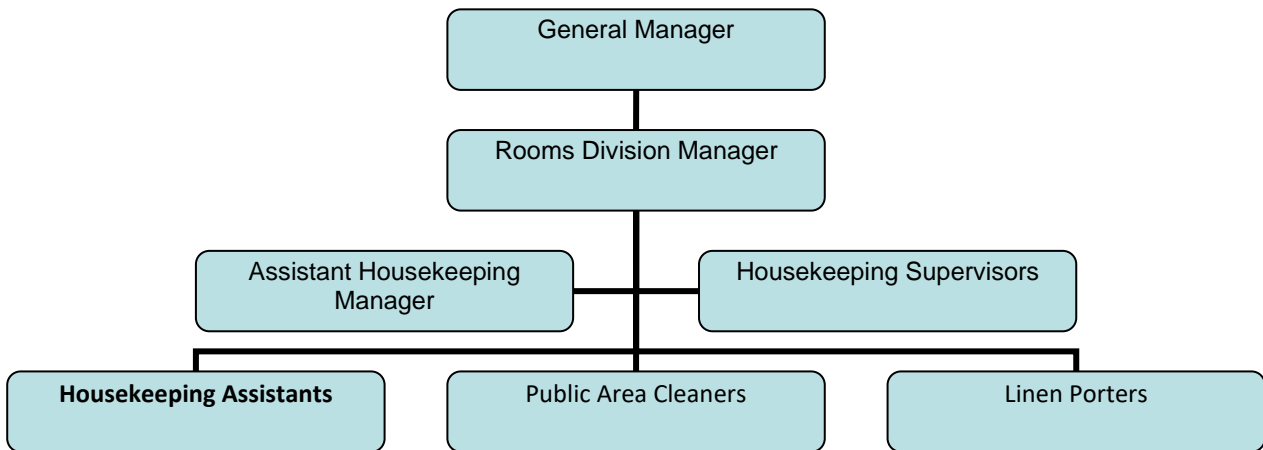 General Manager
Rooms Division Manager
Assistant Housekeeping
Manager
Housekeeping Supervisors
Housekeeping Assistants
Public Area Cleaners
Linen Porters